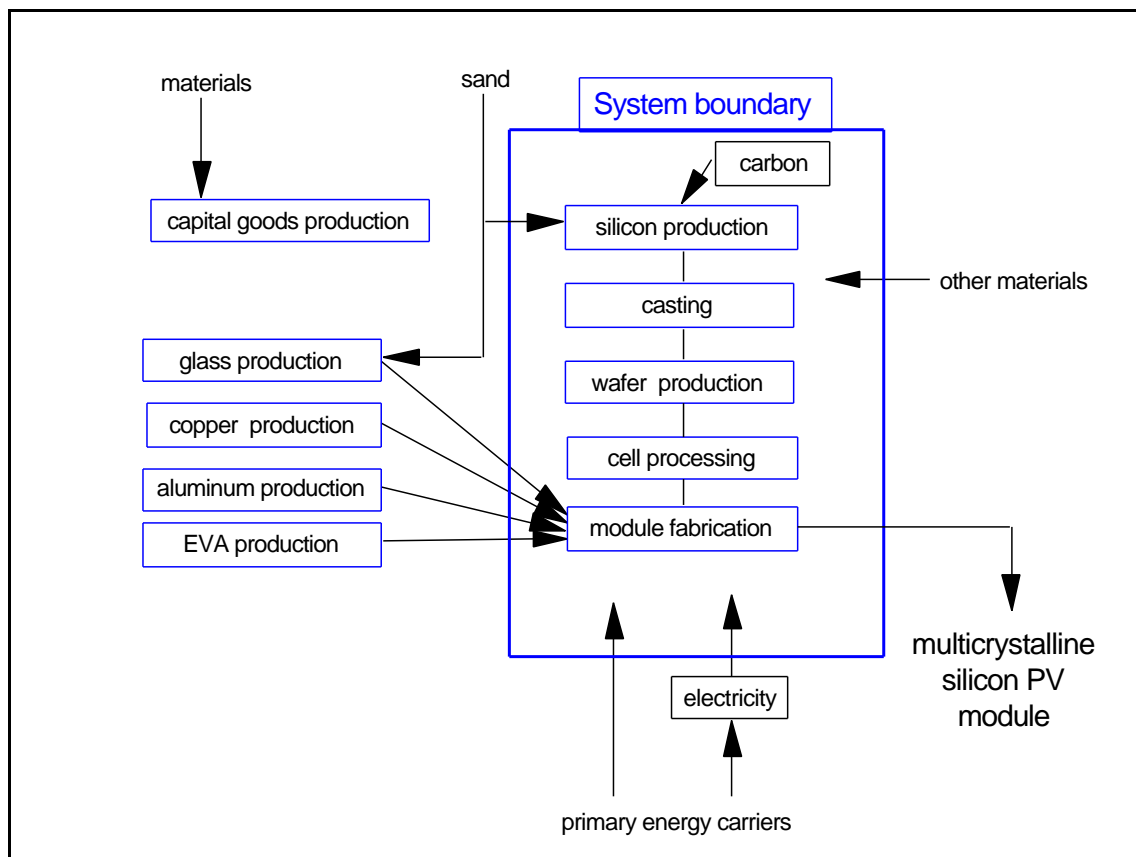 materials
sand
System boundary
carbon
capital goods production
silicon production
other materials
casting
glass production
wafer production
copper production
cell processing
aluminum production
module fabrication
EVA production
multicrystalline
silicon PV
module
electricity
primary energy carriers